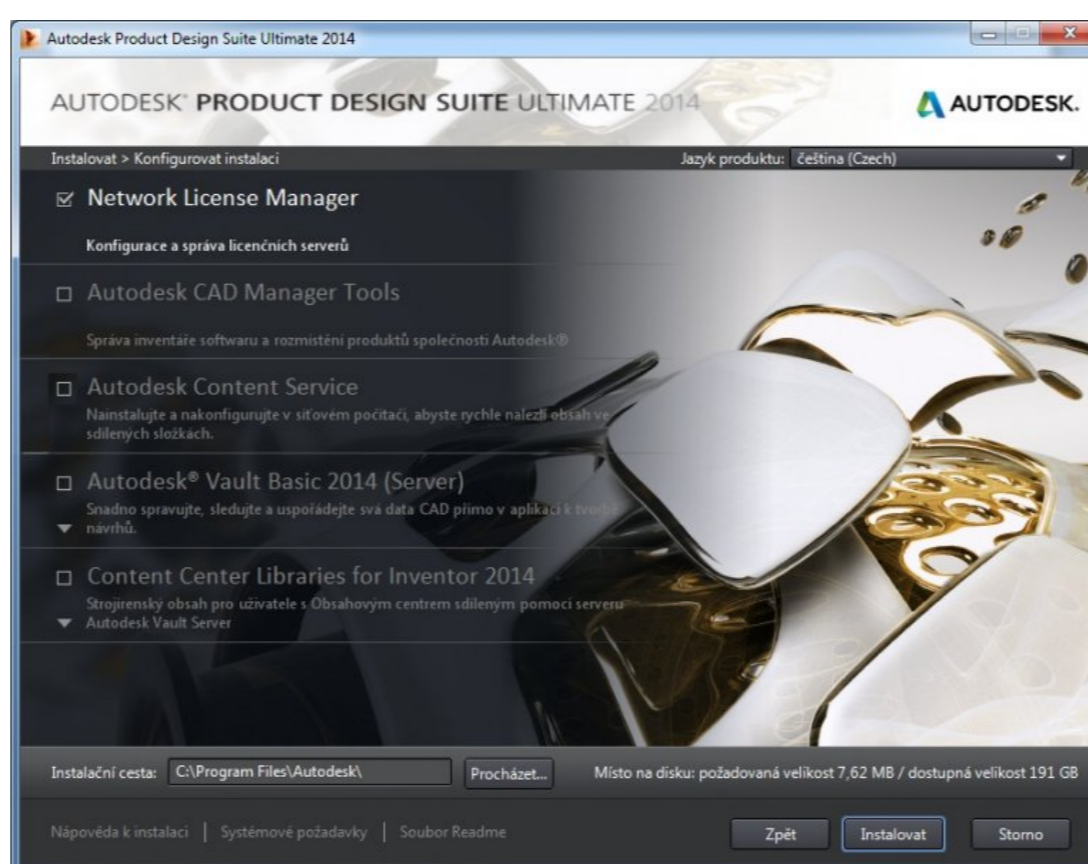 Autodesk Product Design Suite Ultimate 2014
AUTODESK® PRODUCT DESIGN SUITE ULTIMATE 2014
AUTODESK.
Instalovat > Konfigurovat instalaci
Jazyk produktu: čeština (Czech)
Network License Manager
Konfigurace a správa licenčních serverů
Autodesk CAD Manager Tools
Správa inventáře softwaru a rozmístění produktů společnosti Autodesk®
Autodesk Content Service
Nainstalujte a nakonfigurujte v síťovém počítači, abyste rychle nalezli obsah ve
sdílených složkách.
Autodesk® Vault Basic 2014 (Server)
Snadno spravujte, sledujte a uspořádejte svá data CAD přímo v aplikaci k tvorbě
návrhů.
Content Center Libraries for Inventor 2014
Strojírenský obsah pro uživatele s Obsahovým centrem sdíleným pomocí serveru
Autodesk Vault Server
Instalační cesta: C:\Program Files\Autodesk\ Procházet...
Místo na disku: požadovaná velikost 7,62 MB / dostupná velikost 191 GB
Nápověda k instalaci | Systémové požadavky | Soubor Readme
Zpět Instalovat Storno